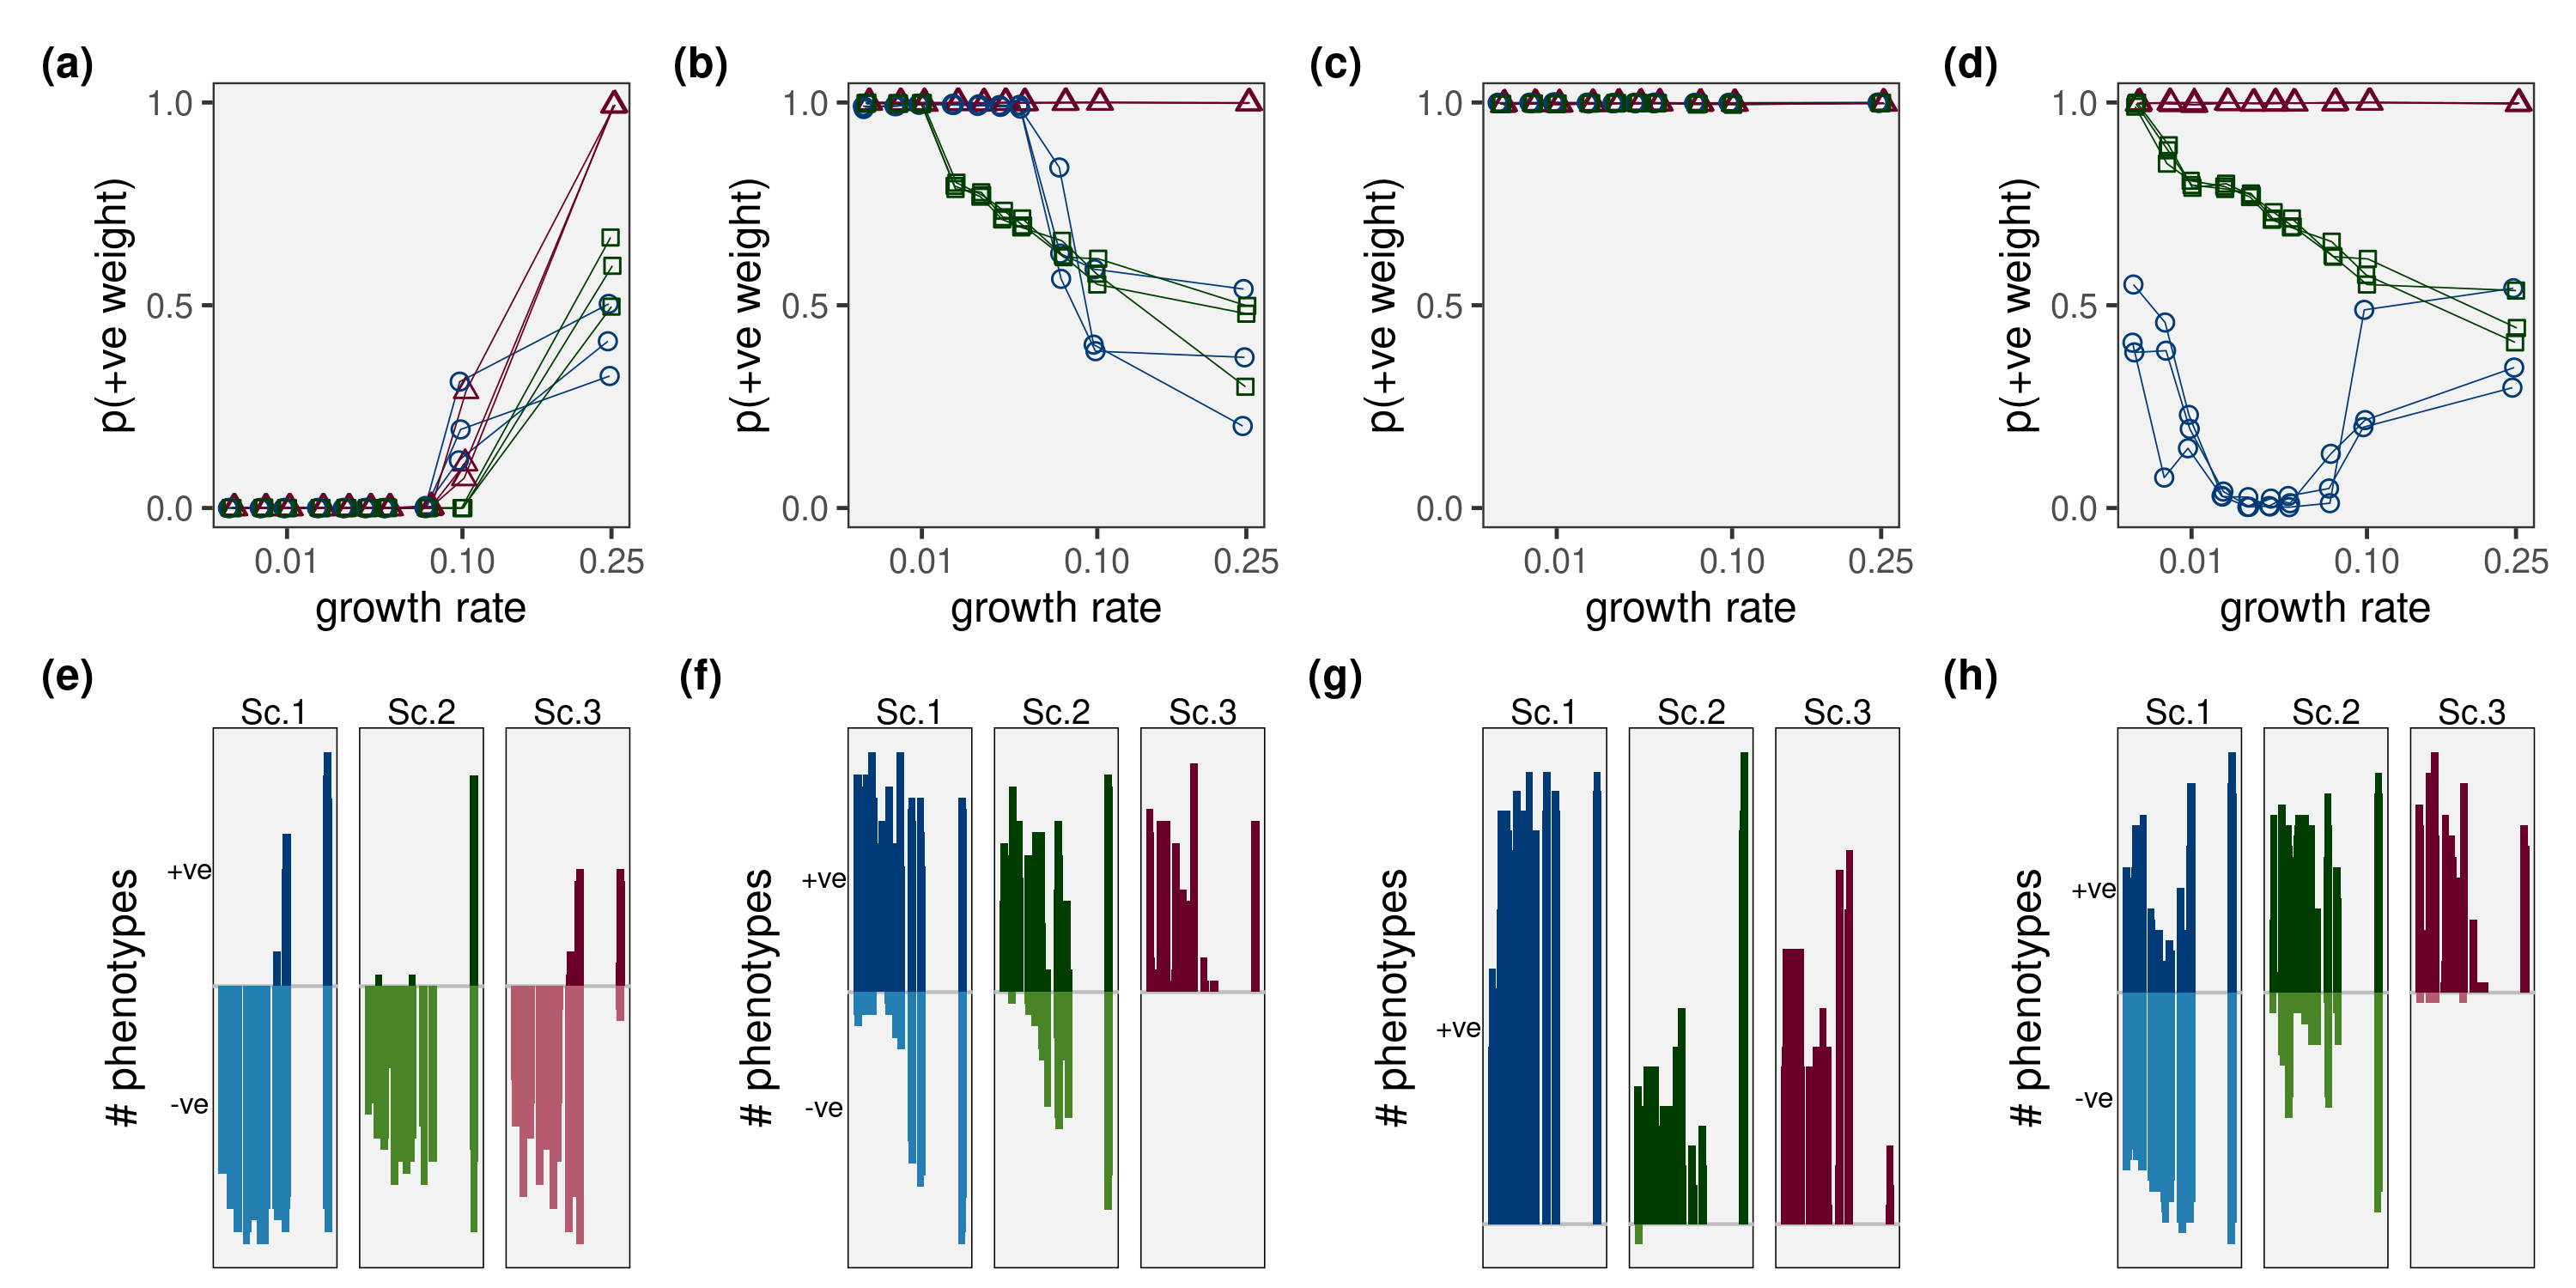 (a)
p(+ve weight)
1.0
0.5
0.0
0.01 0.10 0.25
growth rate
(b)
p(+ve weight)
1.0
0.5
0.0
0.01 0.10 0.25
growth rate
(c)
p(+ve weight)
1.0
0.5
0.0
0.01 0.10 0.25
growth rate
(d)
p(+ve weight)
1.0
0.5
0.0
0.01 0.10 0.25
growth rate
(e)
Sc.1 Sc.2 Sc.3
# phenotypes
+ve
-ve
(f)
Sc.1 Sc.2 Sc.3
# phenotypes
+ve
-ve
(g)
Sc.1 Sc.2 Sc.3
# phenotypes
+ve
(h)
Sc.1 Sc.2 Sc.3
# phenotypes
+ve
-ve